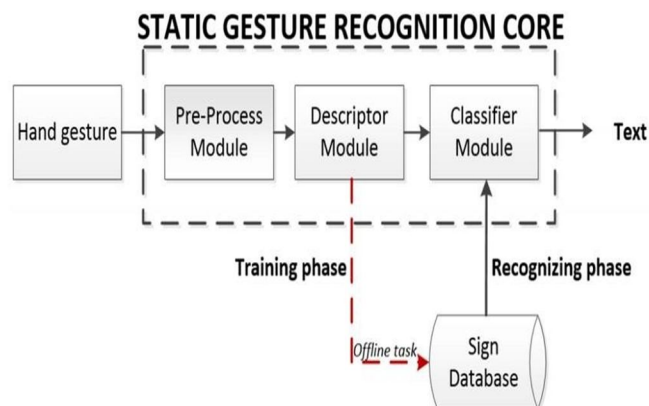 STATIC GESTURE RECOGNITION CORE
Hand gesture
Pre-Process
Module
Descriptor
Module
Classifier
Module
Text
Training phase
Recognizing phase
Offline task
Sign
Database